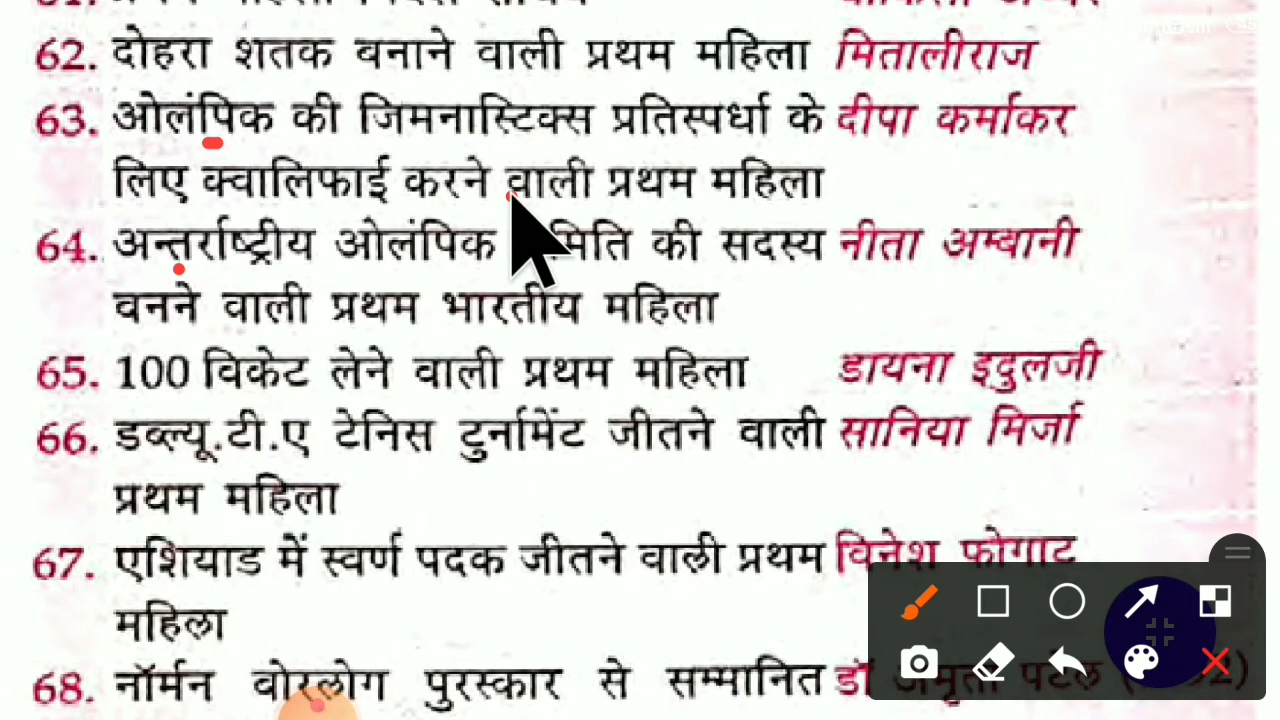 62. दोहरा शतक बनाने वाली प्रथम महिला मितालीराज
63. ओलंपिक की जिमनास्टिक्स प्रतिस्पर्धा के दीपा कर्माकर
लिए क्वालिफाई करने वाली प्रथम महिला
64. अन्तर्राष्ट्रीय ओलंपिक की सदस्य नीता अम्बानी
बनने वाली प्रथम भारतीय महिला
65. 100 विकेट लेने वाली प्रथम महिला डायना इदुलजी
66. डब्ल्यू.टी.ए टेनिस टुर्नामेंट जीतने वाली सानिया मिर्जा
प्रथम महिला
67. एशियाड में स्वर्ण पदक जीतने वाली प्रथम विनेश फोगाट
महिला
68. नॉर्मन बोरलोग पुरस्कार से सम्मानित डॉ अमृता पटेल